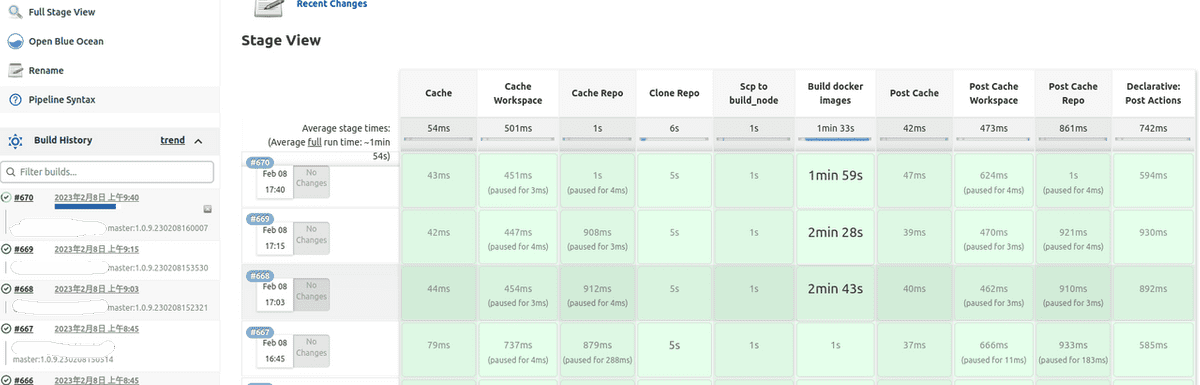 Full Stage View
Open Blue Ocean
Rename
Pipeline Syntax
Build History
trend
Filter builds...
#670 2023年2月8日 上午9:40
master:1.0.9.230208160007
#669 2023年2月8日 上午9:15
master:1.0.9.230208153530
#668 2023年2月8日 上午9:03
master:1.0.9.230208152321
#667 2023年2月8日 上午8:45
master:1.0.9.230208150514
#666 2023年2月8日 上午8:45
Recent Changes
Stage View
Cache
Cache Workspace
Cache Repo
Clone Repo
Scp to build_node
Build docker images
Post Cache
Post Cache Workspace
Post Cache Repo
Declarative: Post Actions
Average stage times:
(Average full run time: ~1min
54s)
54ms 501ms 1s 6s 1s 1min 33s 42ms 473ms 861ms 742ms
#670
Feb 08
17:40
No Changes
43ms 451ms 1s 5s 1s 1min 59s 47ms 624ms 1s 594ms
(paused for 3ms) (paused for 4ms) (paused for 4ms) (paused for 4ms)
#669
Feb 08
17:15
No Changes
42ms 447ms 908ms 5s 1s 2min 28s 39ms 470ms 921ms 930ms
(paused for 4ms) (paused for 3ms) (paused for 3ms) (paused for 4ms)
#668
Feb 08
17:03
No Changes
44ms 454ms 912ms 5s 1s 2min 43s 40ms 462ms 910ms 892ms
(paused for 3ms) (paused for 4ms) (paused for 3ms) (paused for 3ms)
#667
Feb 08
16:45
No Changes
79ms 737ms 879ms 5s 1s 1s 37ms 666ms 933ms 585ms
(paused for 4ms) (paused for 288ms) (paused for 11ms) (paused for 183ms)